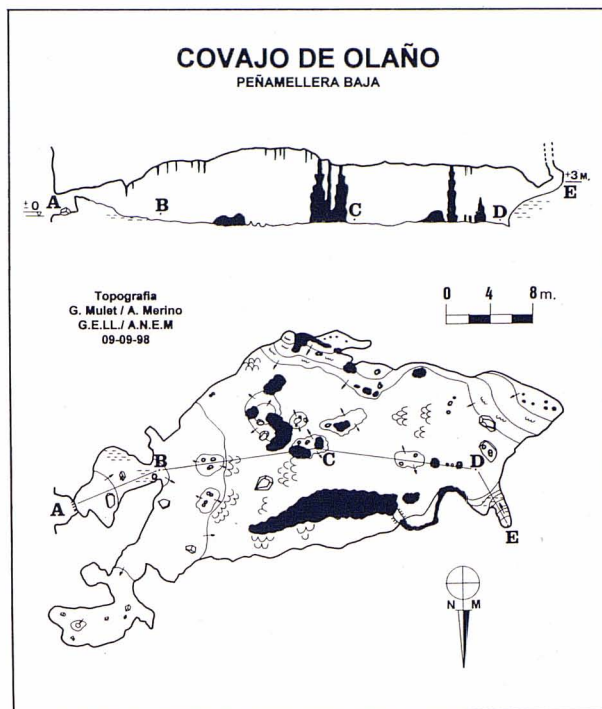 COVAJO DE OLAÑO
PEÑAMELLERA BAJA
A
B
C
D
E
±0
+3 M.
Topografia
G. Mulet / A. Merino
G.E.LL./ A.N.E.M
09-09-98
0 4 8 m.
A
B
C
D
E
N M